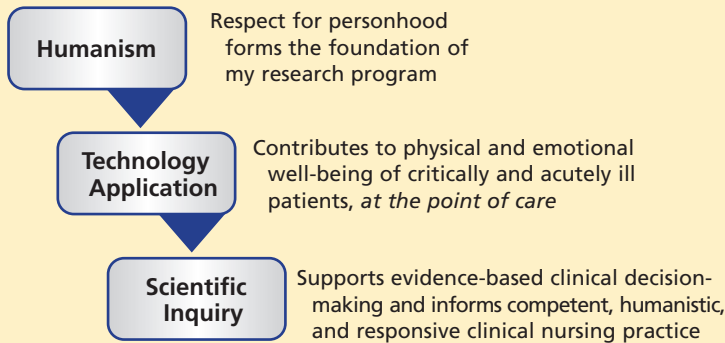 Humanism
Respect for personhood
forms the foundation of
my research program
Technology
Application
Contributes to physical and emotional
well-being of critically and acutely ill
patients, at the point of care
Scientific
Inquiry
Supports evidence-based clinical decision-
making and informs competent, humanistic,
and responsive clinical nursing practice